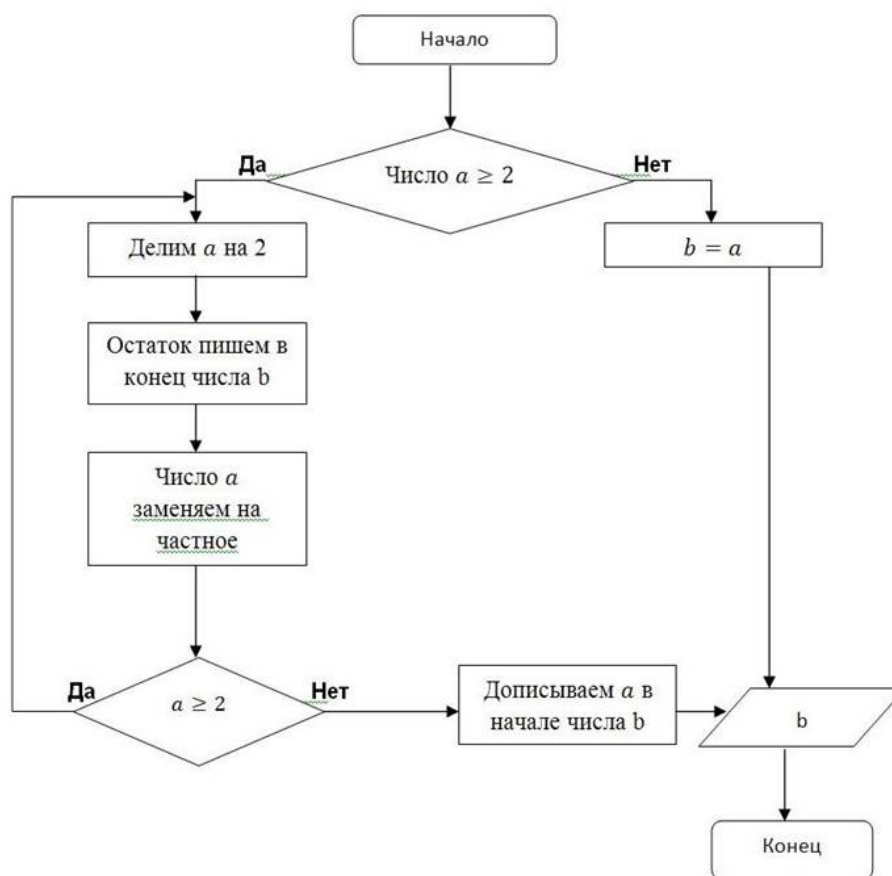 Начало
Да
Число a ≥ 2
Нет
Делим a на 2
b = a
Остаток пишем в
конец числа b
Число a
заменяем на
частное
Да
a ≥ 2
Нет
Дописываем a в
начале числа b
b
Конец